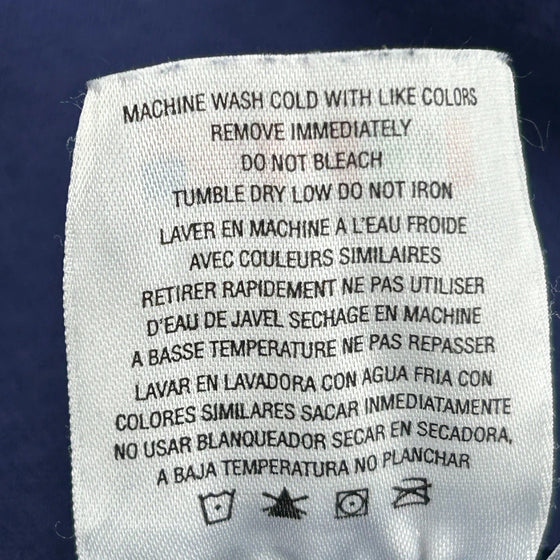 MACHINE WASH COLD WITH LIKE COLORS
REMOVE IMMEDIATELY
DO NOT BLEACH
TUMBLE DRY LOW DO NOT IRON
LAVER EN MACHINE A L'EAU FROIDE
AVEC COULEURS SIMILAIRES
RETIRER RAPIDEMENT NE PAS UTILISER
D'EAU DE JAVEL SECHAGE EN MACHINE
A BASSE TEMPERATURE NE PAS REPASSER
LAVAR EN LAVADORA CON AGUA FRIA CON
COLORES SIMILARES SACAR INMEDIATAMENTE
NO USAR BLANQUEADOR SECAR EN SECADORA,
A BAJA TEMPERATURA NO PLANCHAR